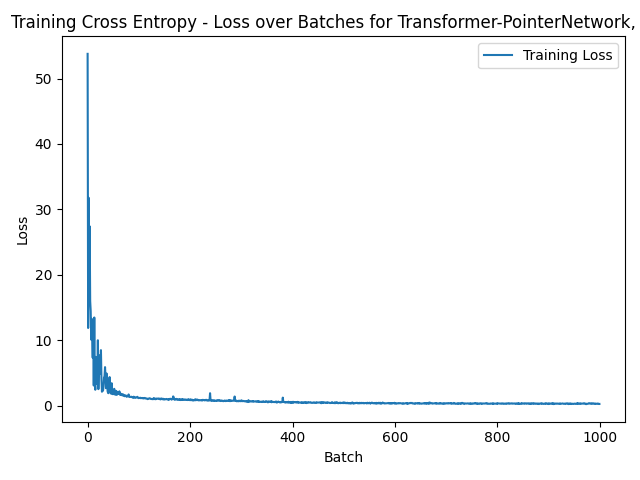 Training Cross Entropy - Loss over Batches for Transformer-PointerNetwork,
Training Loss
50
40
30
20
10
0
Loss
0 200 400 600 800 1000
Batch